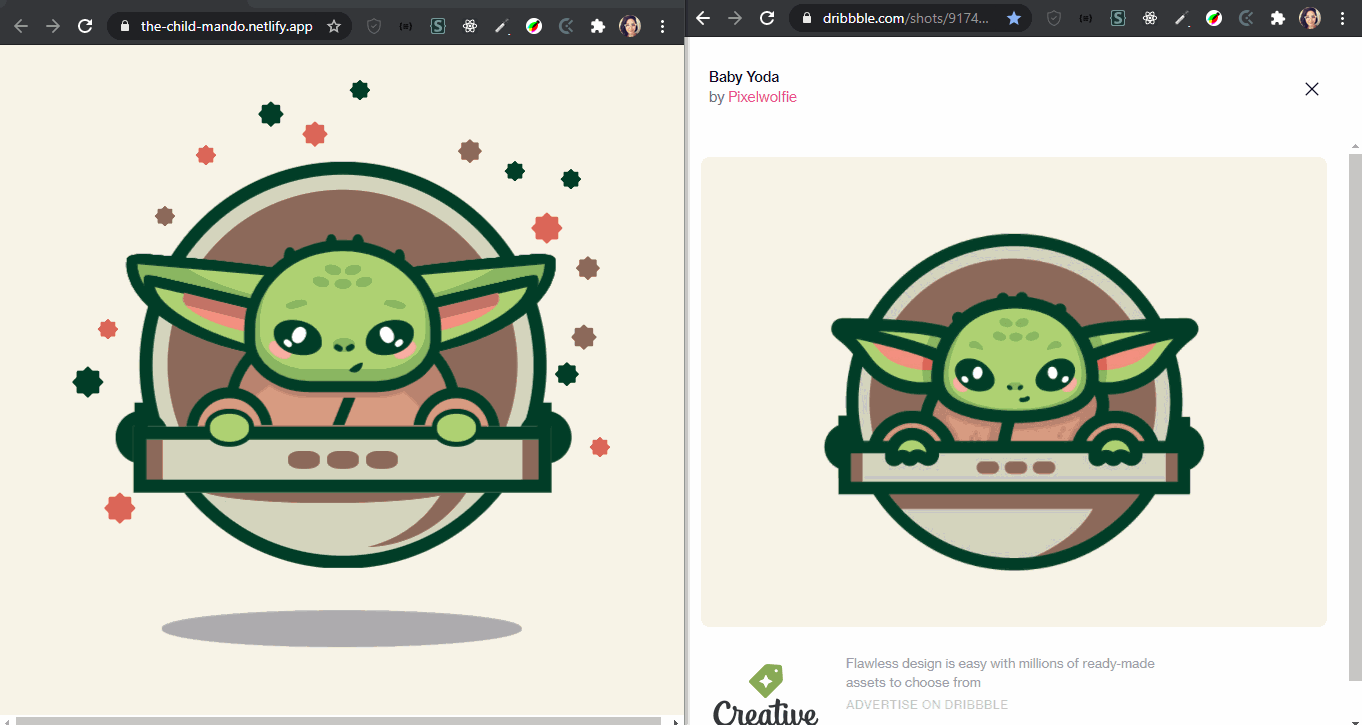 the-child-mando.netlify.app
dribbble.com/shots/9174...
Baby Yoda
by Pixelwolfie
Flawless design is easy with millions of ready-made
assets to choose from
ADVERTISE ON DRIBBBLE
Creative